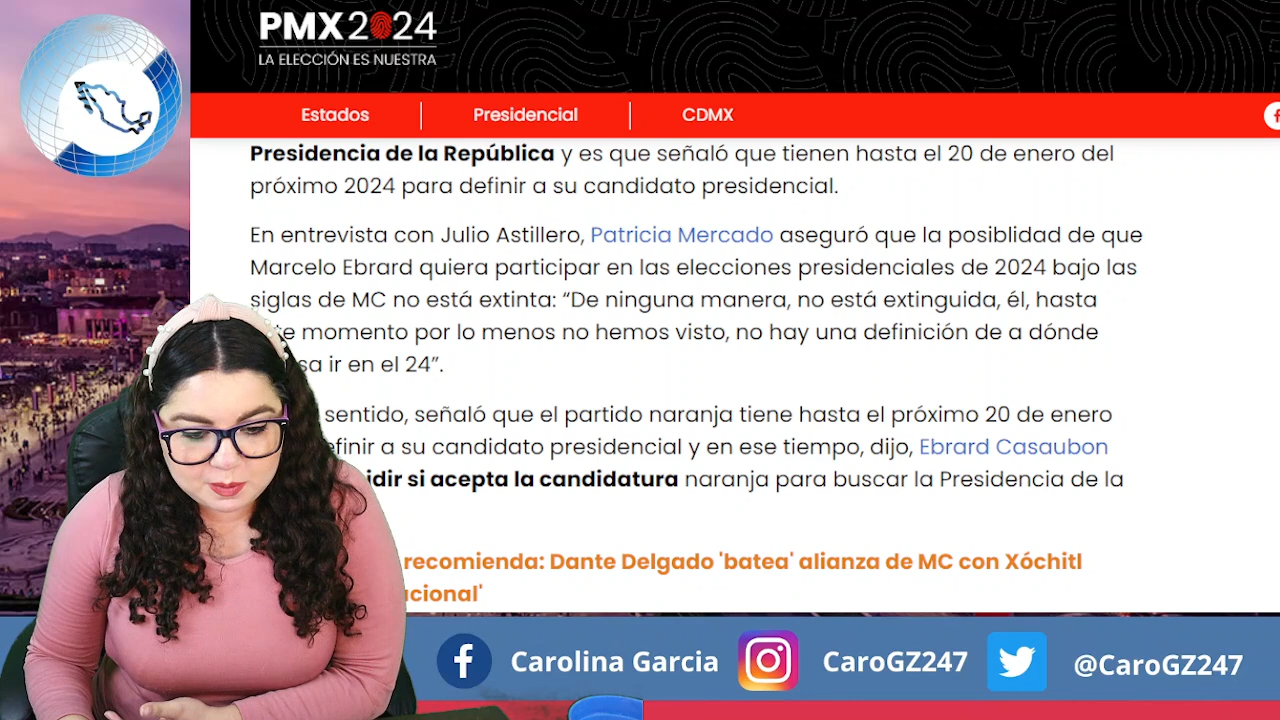 PMX2024
LA ELECCIÓN ES NUESTRA
Estados
Presidencial
CDMX
Presidencia de la República y es que señaló que tienen hasta el 20 de enero del
próximo 2024 para definir a su candidato presidencial.
En entrevista con Julio Astillero, Patricia Mercado aseguró que la posiblidad de que
Marcelo Ebrard quiera participar en las elecciones presidenciales de 2024 bajo las
siglas de MC no está extinta: “De ninguna manera, no está extinguida, él, hasta
momento por lo menos no hemos visto, no hay una definición de a dónde
ir en el 24”.
sentido, señaló que el partido naranja tiene hasta el próximo 20 de enero
a su candidato presidencial y en ese tiempo, dijo, Ebrard Casaubon
si acepta la candidatura naranja para buscar la Presidencia de la
recomienda: Dante Delgado 'batea' alianza de MC con Xóchitl
Carolina Garcia
CaroGZ247
@CaroGZ247